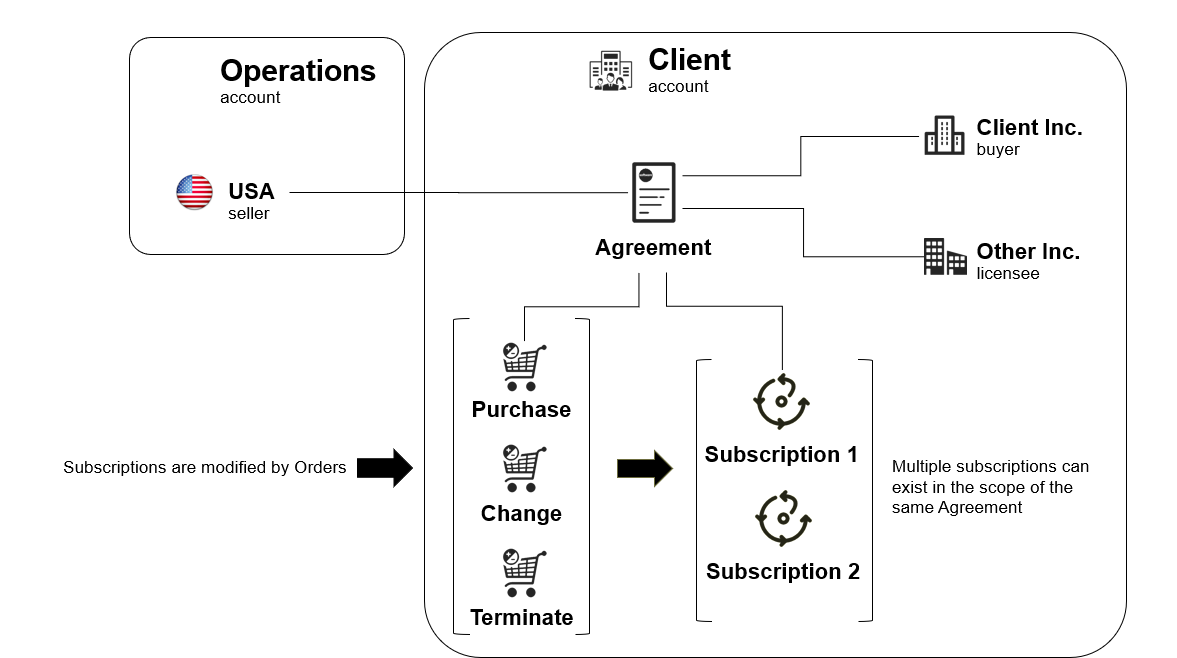 Operations
account
Client
account
Client Inc.
buyer
USA
seller
Agreement
Other Inc.
licensee
Purchase
Change
Terminate
Subscriptions are modified by Orders
Subscription 1
Subscription 2
Multiple subscriptions can
exist in the scope of the
same Agreement